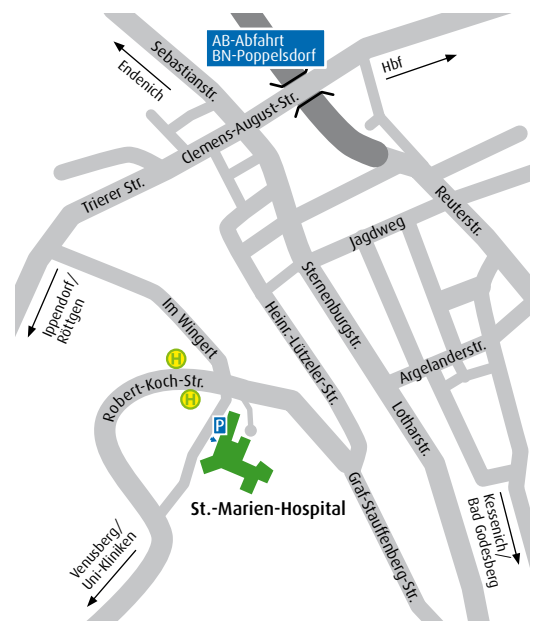 AB-Abfahrt
BN-Poppelsdorf
Sebastianstr.
Endenich
Hbf
Clemens-August-Str.
Trierer Str.
Reuterstr.
Jagdweg
Ippendorf/
Röttgen
Im Wingert
Sternenburgstr.
Heinr.-Lützeler-Str.
H
Robert-Koch-Str.
H
Argelanderstr.
P
Lotharstr.
St.-Marien-Hospital
Graf-Stauffenberg-Str.
Kessenich/
Bad Godesberg
Venusberg/
Uni-Kliniken